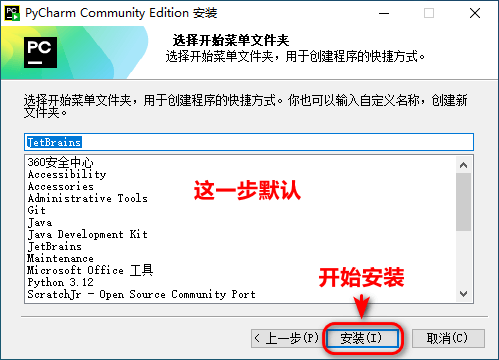 PyCharm Community Edition 安装
PC
选择开始菜单文件夹
选择开始菜单文件夹，用于创建程序的快捷方式。
选择开始菜单文件夹，用于创建程序的快捷方式。你也可以输入自定义名称，创建新
文件夹。
JetBrains
360安全中心
Accessibility
Accessories
Administrative Tools
Git
Java
Java Development Kit
JetBrains
Maintenance
Microsoft Office 工具
Python 3.12
ScratchJr - Open Source Community Port
这一步默认
开始安装
< 上一步(P)
安装(I)
取消(C)